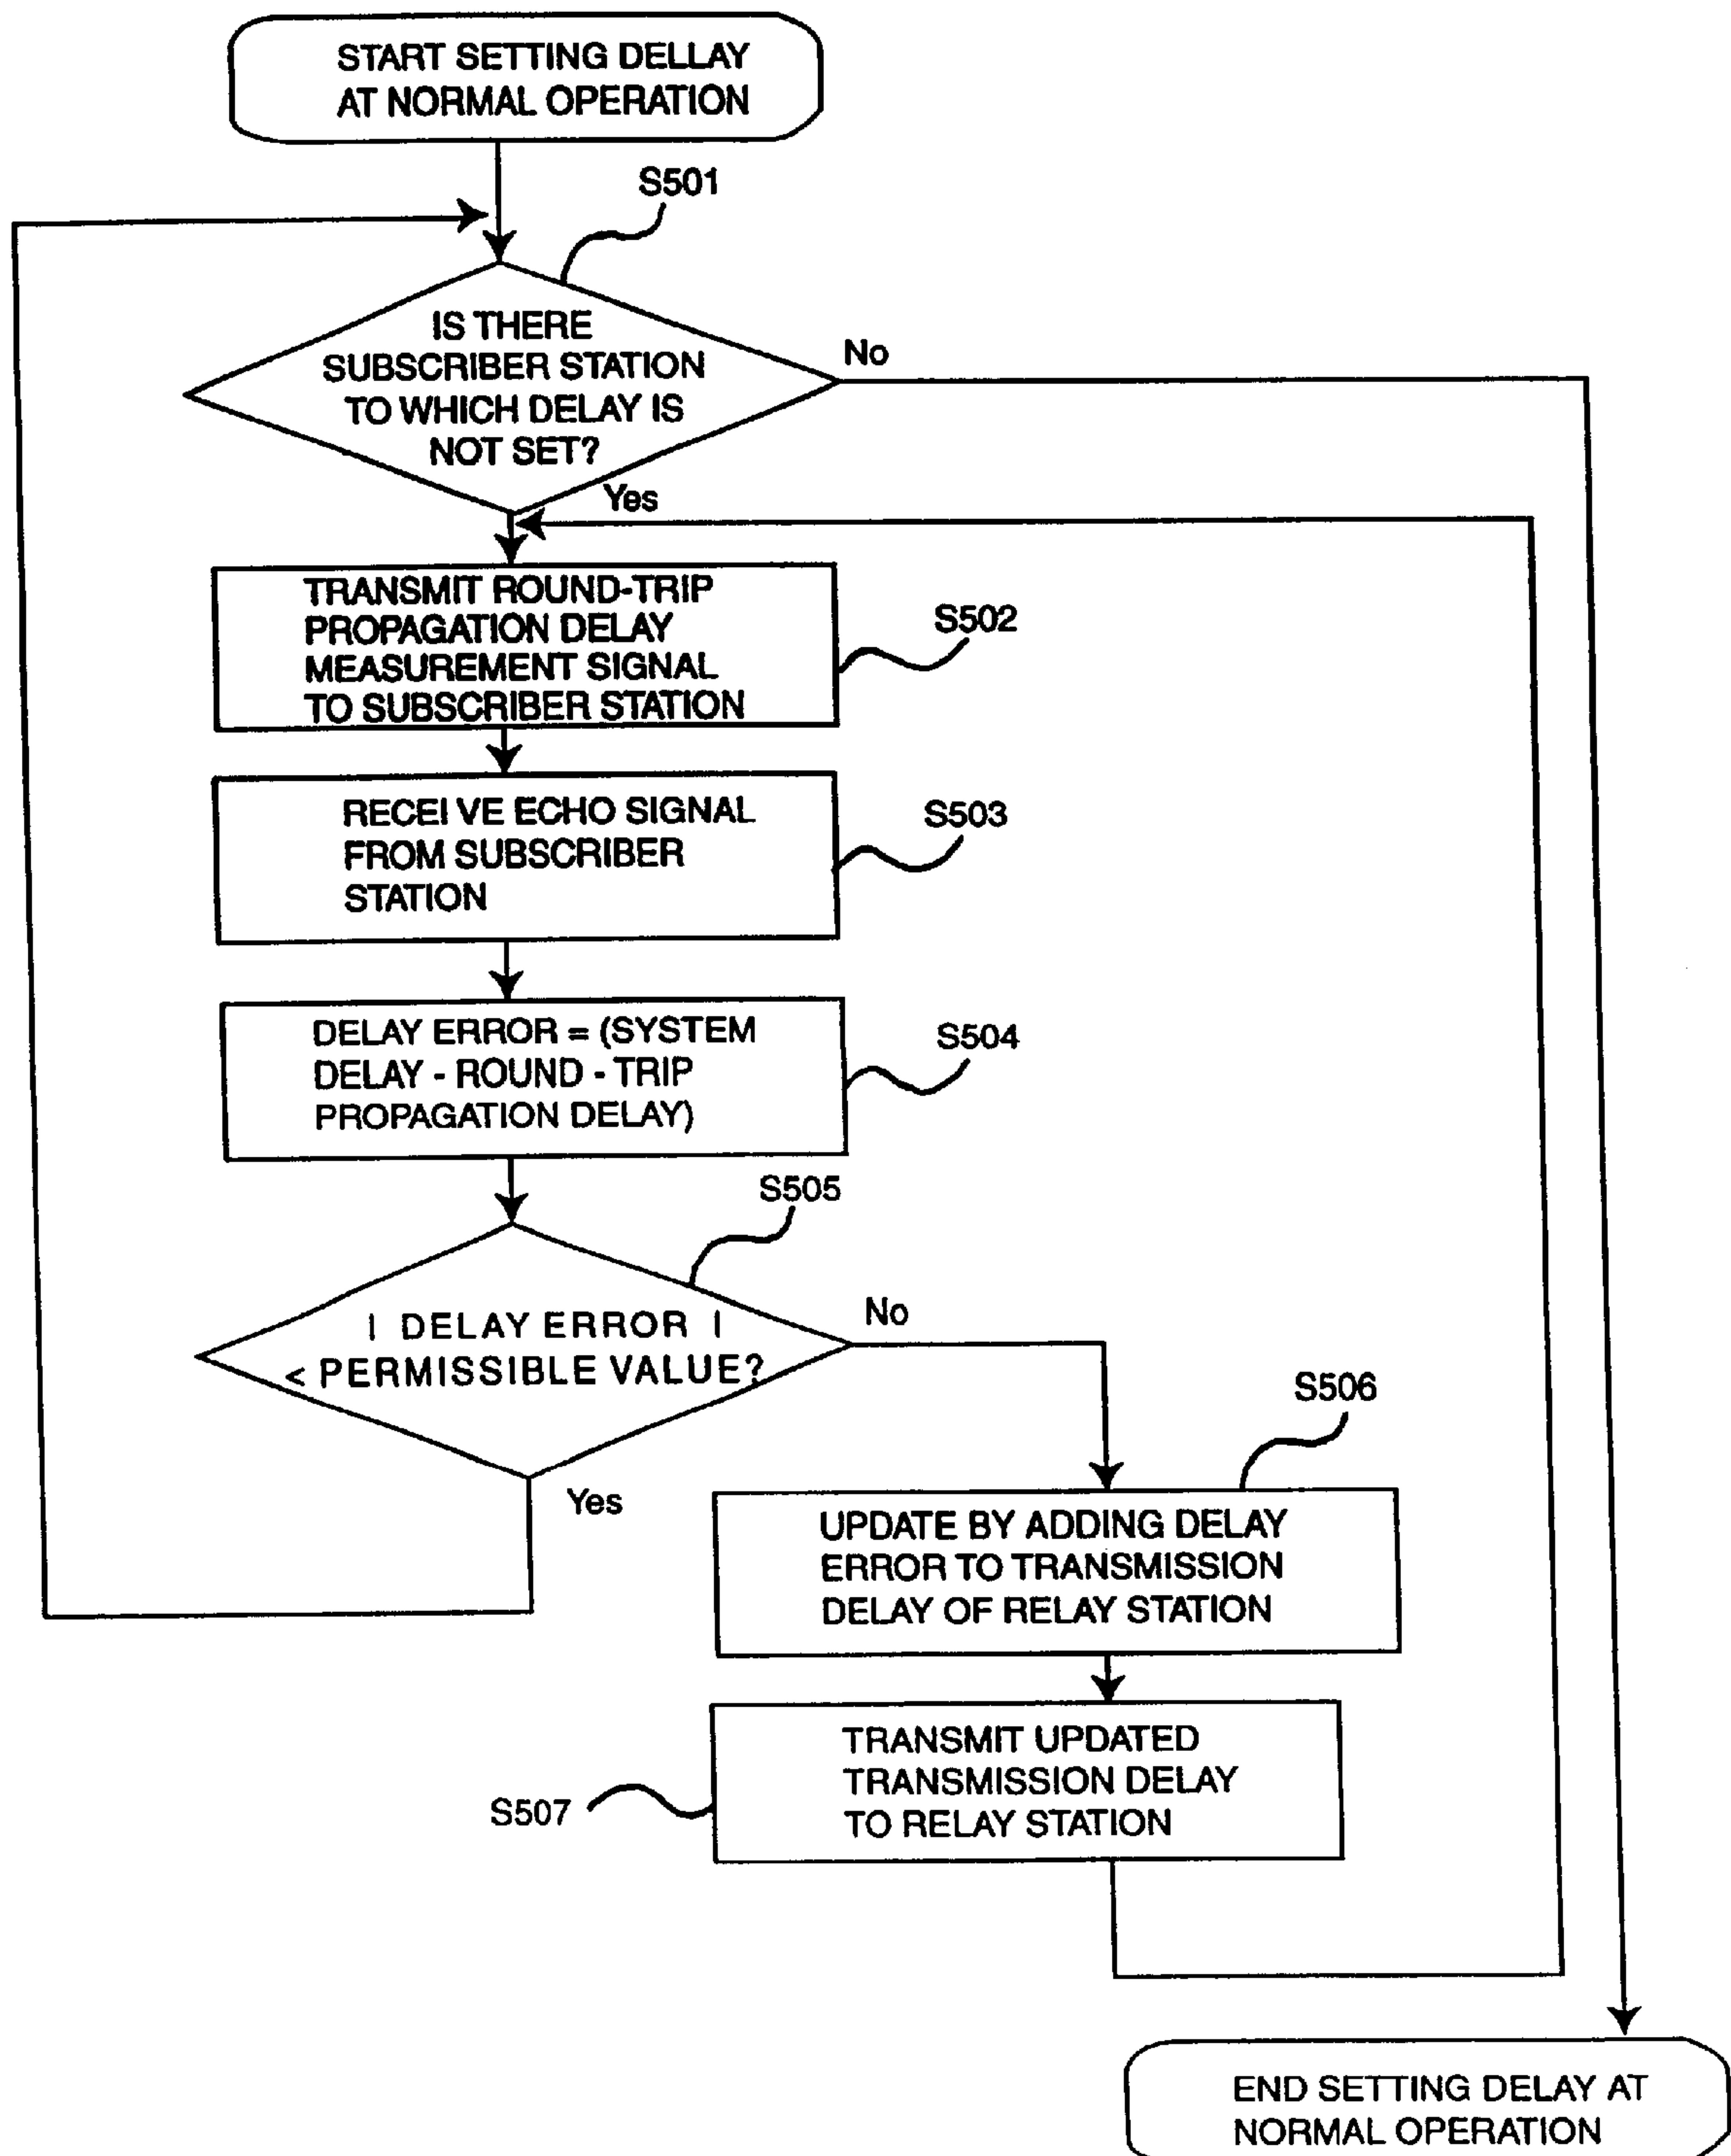 START SETTING DELLAY
AT NORMAL OPERATION
S501
IS THERE
SUBSCRIBER STATION
TO WHICH DELAY IS
NOT SET?
No
Yes
TRANSMIT ROUND-TRIP
PROPAGATION DELAY
MEASUREMENT SIGNAL
TO SUBSCRIBER STATION
S502
RECEI VE ECHO SIGNAL
FROM SUBSCRIBER
STATION
S503
DELAY ERROR = (SYSTEM
DELAY - ROUND - TRIP
PROPAGATION DELAY)
S504
S505
| DELAY ERROR |
< PERMISSIBLE VALUE?
No
Yes
S506
UPDATE BY ADDING DELAY
ERROR TO TRANSMISSION
DELAY OF RELAY STATION
TRANSMIT UPDATED
TRANSMISSION DELAY
TO RELAY STATION
S507
END SETTING DELAY AT
NORMAL OPERATION